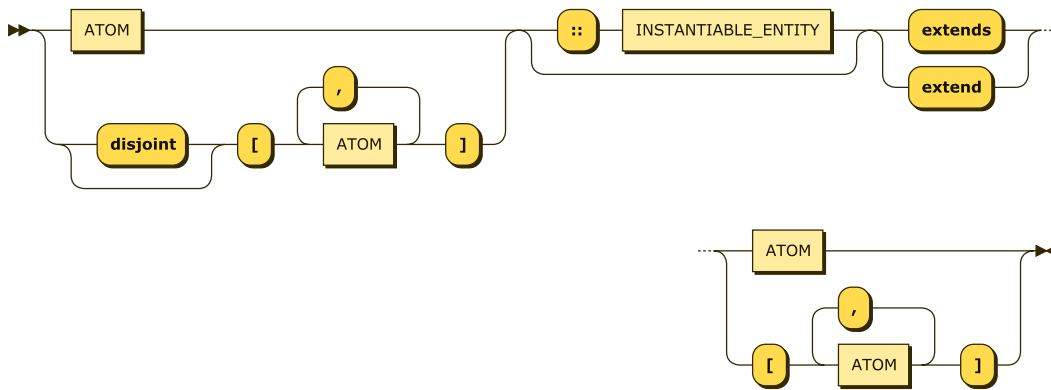 ATOM :: INSTANTIABLE_ENTITY extends
, extend
disjoint [ ATOM ]
ATOM
,
[ ATOM ]